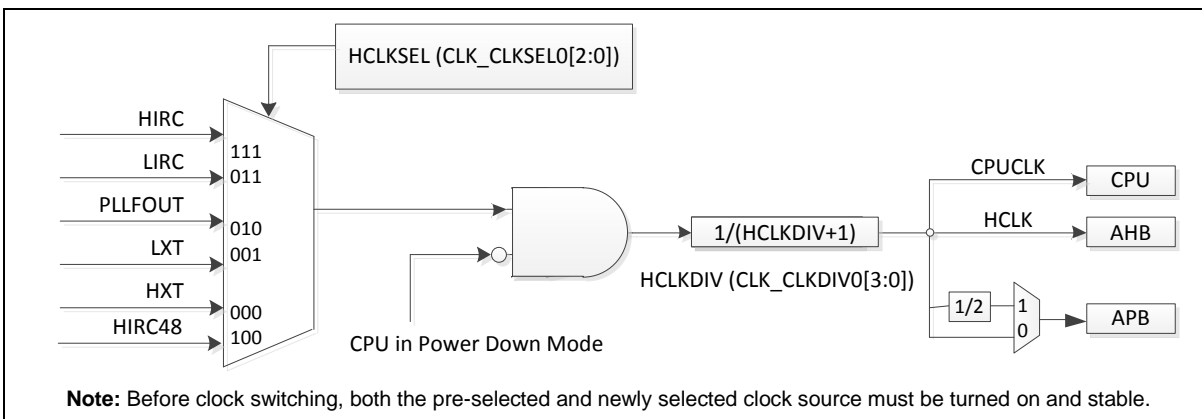 HCLKSEL (CLK_CLKSEL0[2:0])
HIRC
111
LIRC
011
PLLFOUT
010
LXT
001
HXT
000
HIRC48
100
CPU in Power Down Mode
1/(HCLKDIV+1)
HCLKDIV (CLK_CLKDIV0[3:0])
CPUCLK
CPU
HCLK
AHB
1/2
1
0
APB
Note: Before clock switching, both the pre-selected and newly selected clock source must be turned on and stable.